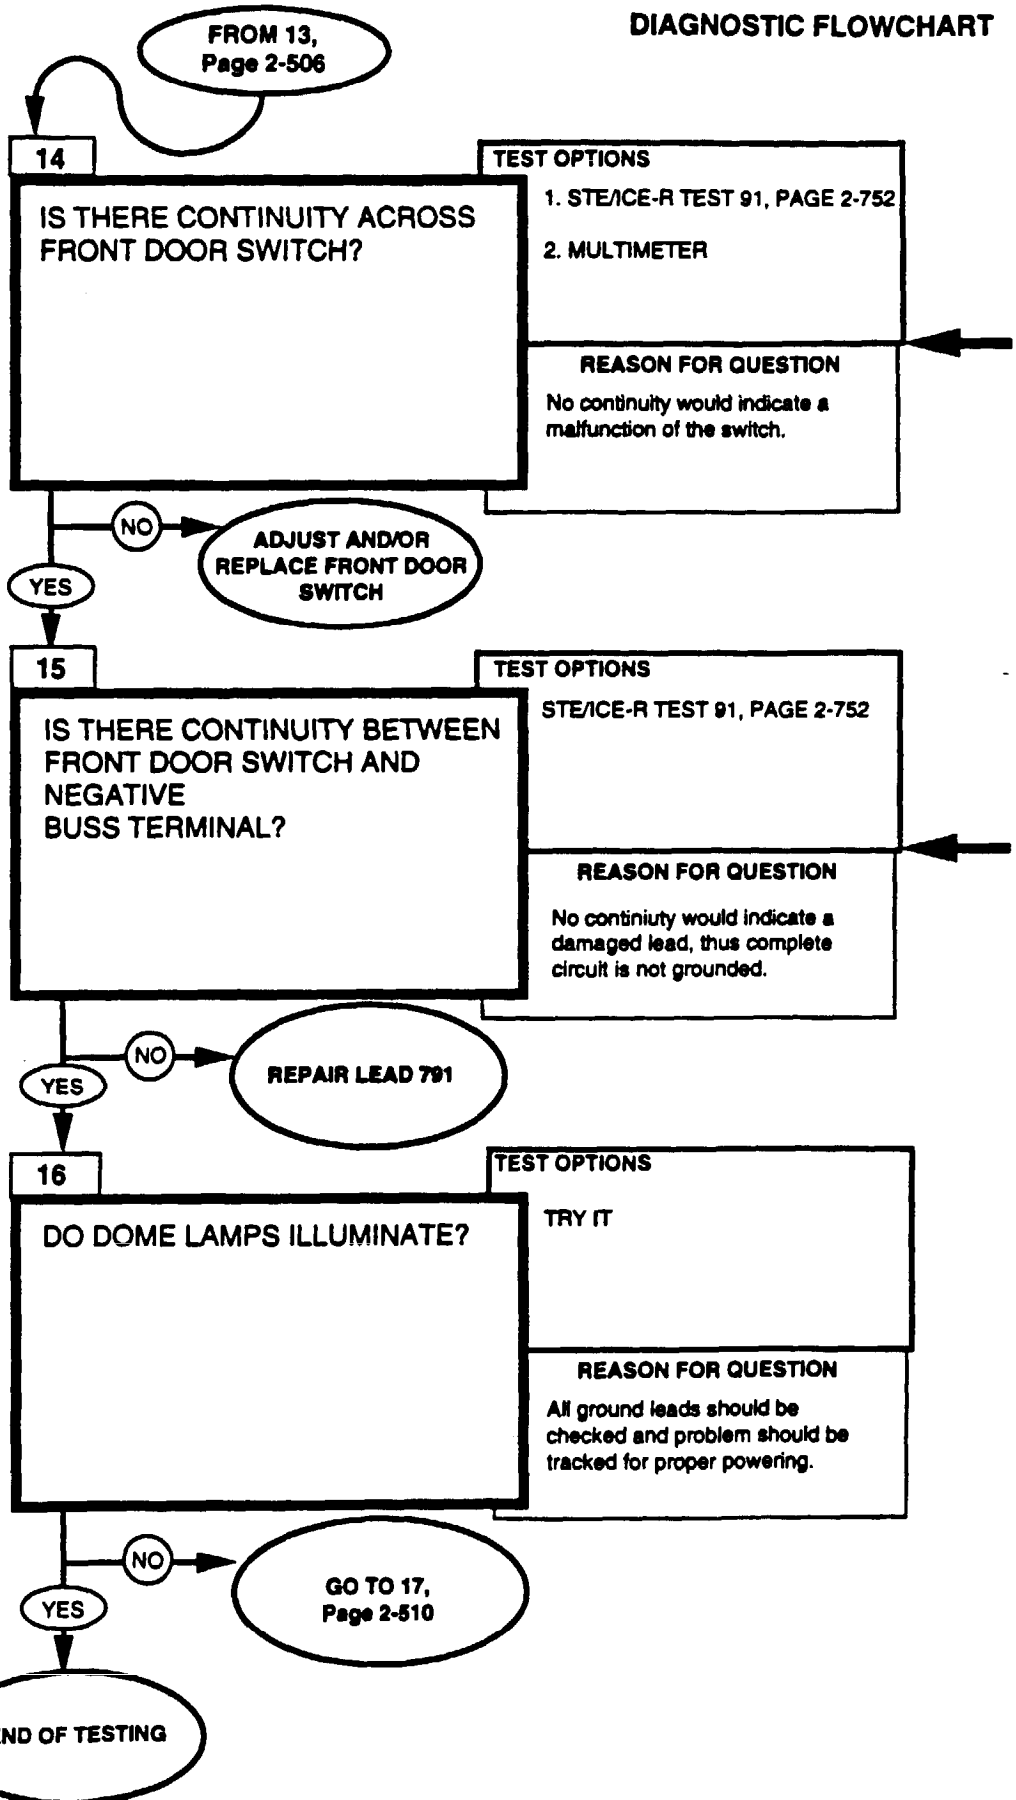 DIAGNOSTIC FLOWCHART
FROM 13,
Page 2-506
14
IS THERE CONTINUITY ACROSS
FRONT DOOR SWITCH?
TEST OPTIONS
1. STE/ICE-R TEST 91, PAGE 2-752
2. MULTIMETER
REASON FOR QUESTION
No continuity would indicate a
malfunction of the switch.
NO
ADJUST AND/OR
REPLACE FRONT DOOR
SWITCH
YES
15
IS THERE CONTINUITY BETWEEN
FRONT DOOR SWITCH AND
NEGATIVE
BUSS TERMINAL?
TEST OPTIONS
STE/ICE-R TEST 91, PAGE 2-752
REASON FOR QUESTION
No continiuty would indicate a
damaged lead, thus complete
circuit is not grounded.
NO
REPAIR LEAD 791
YES
16
DO DOME LAMPS ILLUMINATE?
TEST OPTIONS
TRY IT
REASON FOR QUESTION
All ground leads should be
checked and problem should be
tracked for proper powering.
NO
GO TO 17,
Page 2-510
YES
ND OF TESTING